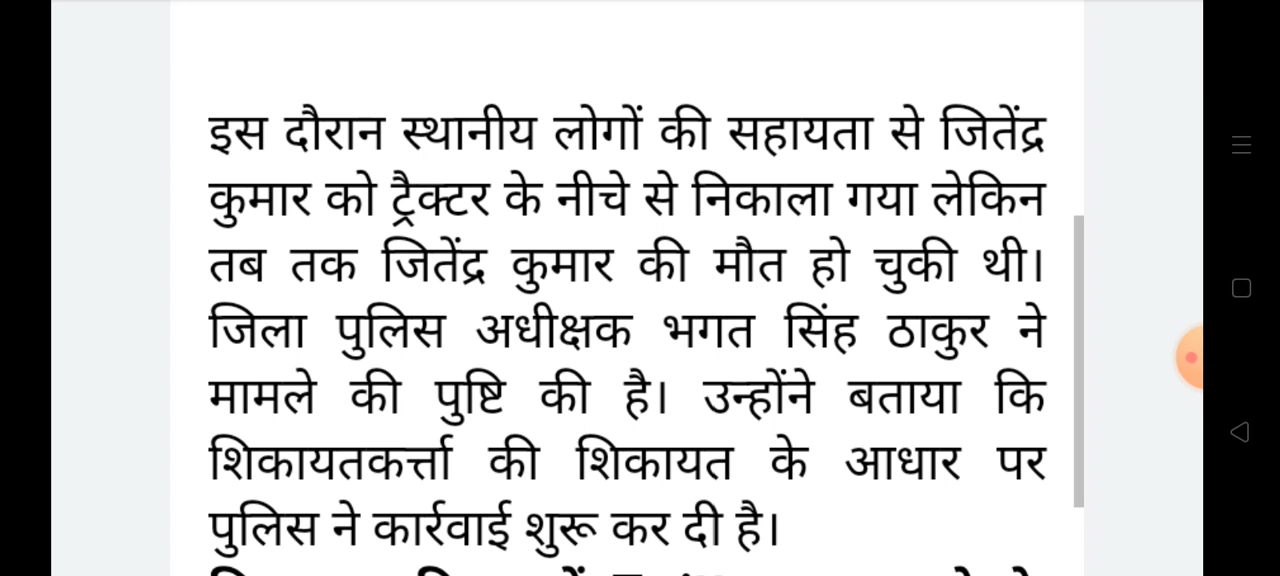 इस दौरान स्थानीय लोगों की सहायता से जितेंद्र
कुमार को ट्रैक्टर के नीचे से निकाला गया लेकिन
तब तक जितेंद्र कुमार की मौत हो चुकी थी।
जिला पुलिस अधीक्षक भगत सिंह ठाकुर ने
मामले की पुष्टि की है। उन्होंने बताया कि
शिकायतकर्त्ता की शिकायत के आधार पर
पुलिस ने कार्रवाई शुरू कर दी है।